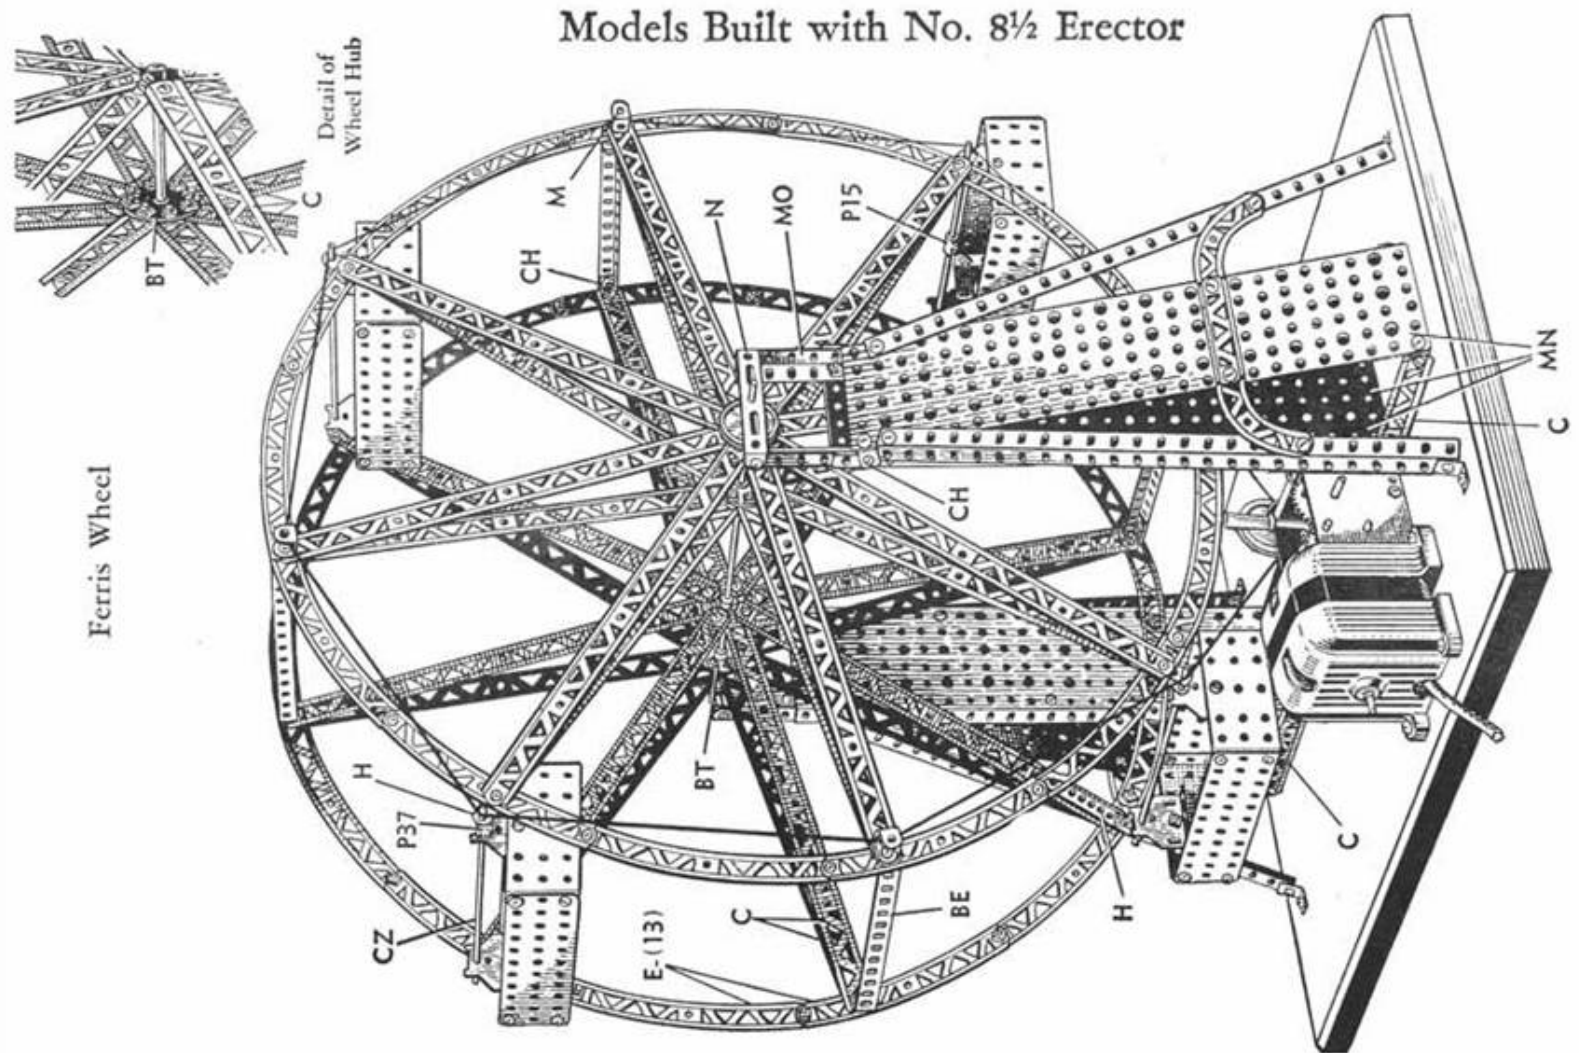 Models Built with No. 8½ Erector
Ferris Wheel
Detail of
Wheel Hub
C
BT
M
CH
N
MO
P15
MN
C
CH
H
P37
BT
CZ
E-(13)
C
BE
H
C